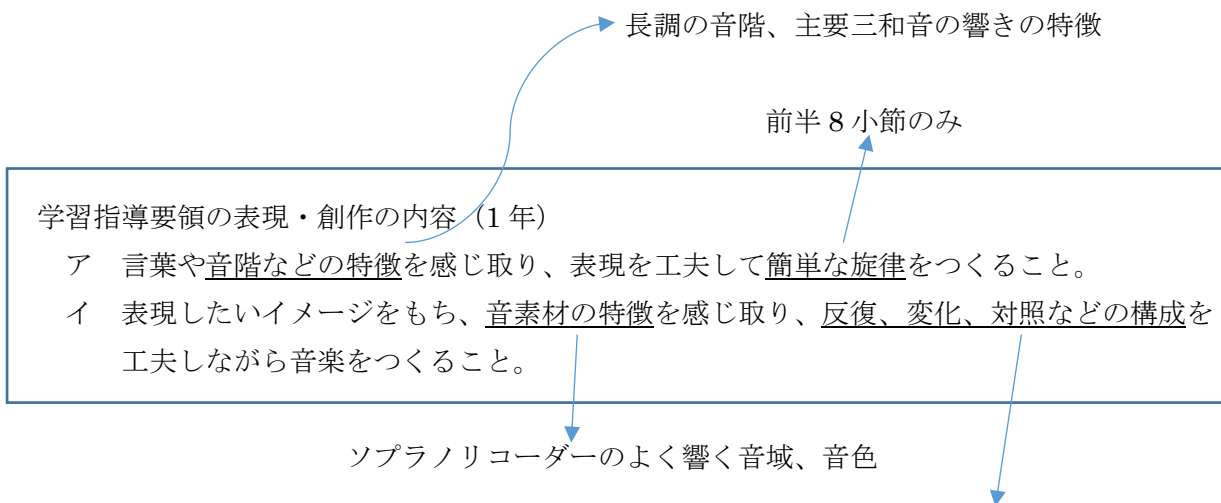 長調の音階、主要三和音の響きの特徴
前半 8 小節のみ
学習指導要領の表現・創作の内容（1 年）
ア 言葉や音階などの特徴を感じ取り、表現を工夫して簡単な旋律をつくること。
イ 表現したいイメージをもち、音素材の特徴を感じ取り、反復、変化、対照などの構成を
工夫しながら音楽をつくること。
ソプラノリコーダーのよく響く音域、音色